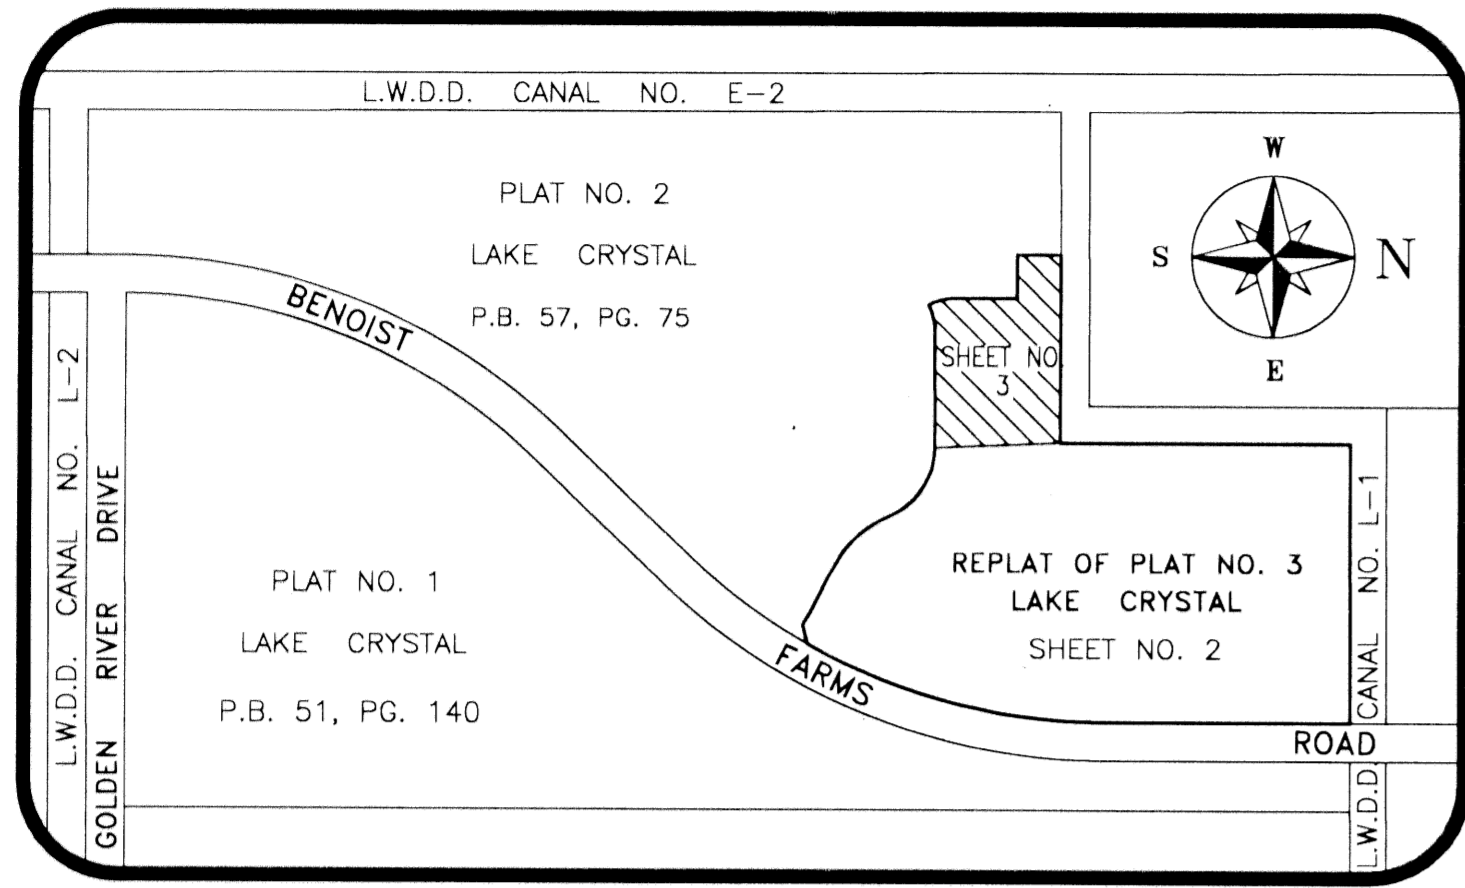 L.W.D.D. CANAL NO. E-2
PLAT NO. 2
LAKE CRYSTAL
P.B. 57, PG. 75
W
S
N
E
BENOIST
FARMS
ROAD
SHEET NO
3
L.W.D.D. CANAL NO. L-2
GOLDEN RIVER DRIVE
PLAT NO. 1
LAKE CRYSTAL
P.B. 51, PG. 140
REPLAT OF PLAT NO. 3
LAKE CRYSTAL
SHEET NO. 2
L.W.D.D. CANAL NO. L-1